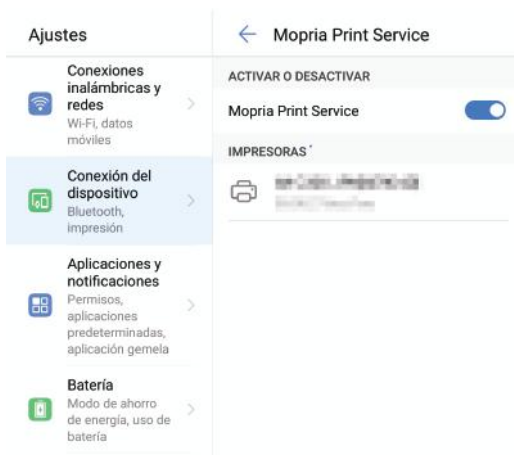 Ajustes
Conexiones
inalámbricas y
redes
Wi-Fi, datos
móviles
Conexión del
dispositivo
Bluetooth,
impresión
Aplicaciones y
notificaciones
Permisos,
aplicaciones
predeterminadas,
aplicación gemela
Batería
Modo de ahorro
de energía, uso de
batería
Mopria Print Service
ACTIVAR O DESACTIVAR
Mopria Print Service
IMPRESORAS